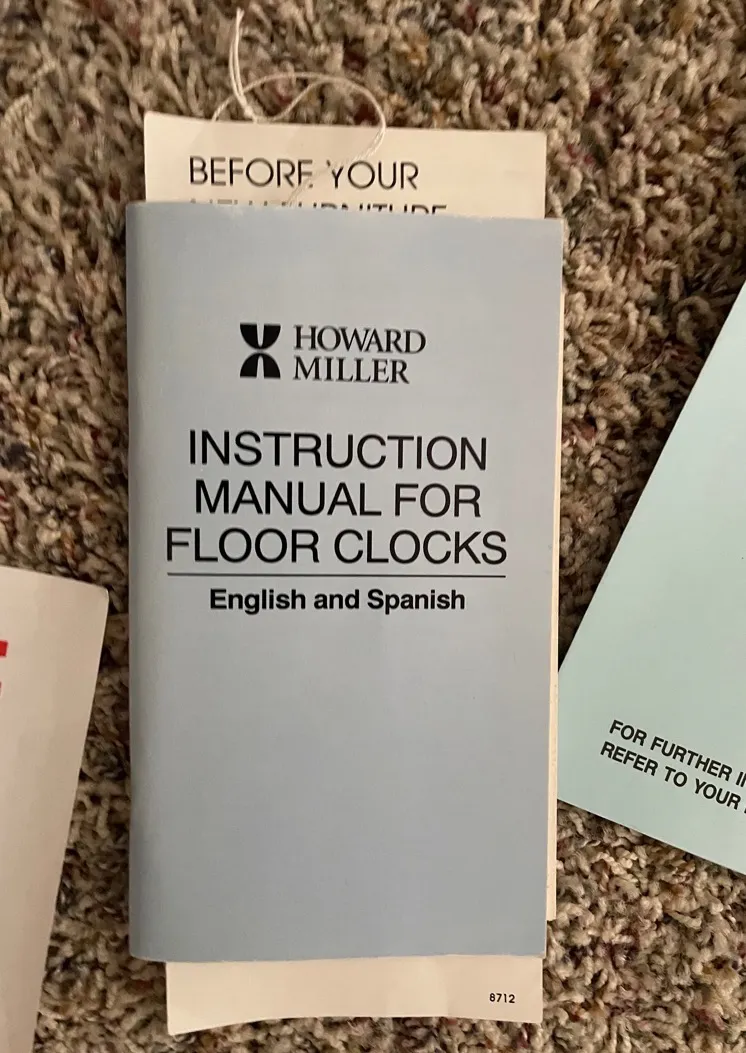 BEFORE YOUR
HOWARD
MILLER
INSTRUCTION
MANUAL FOR
FLOOR CLOCKS
English and Spanish
FOR FURTHER
REFER TO YOUR
8712